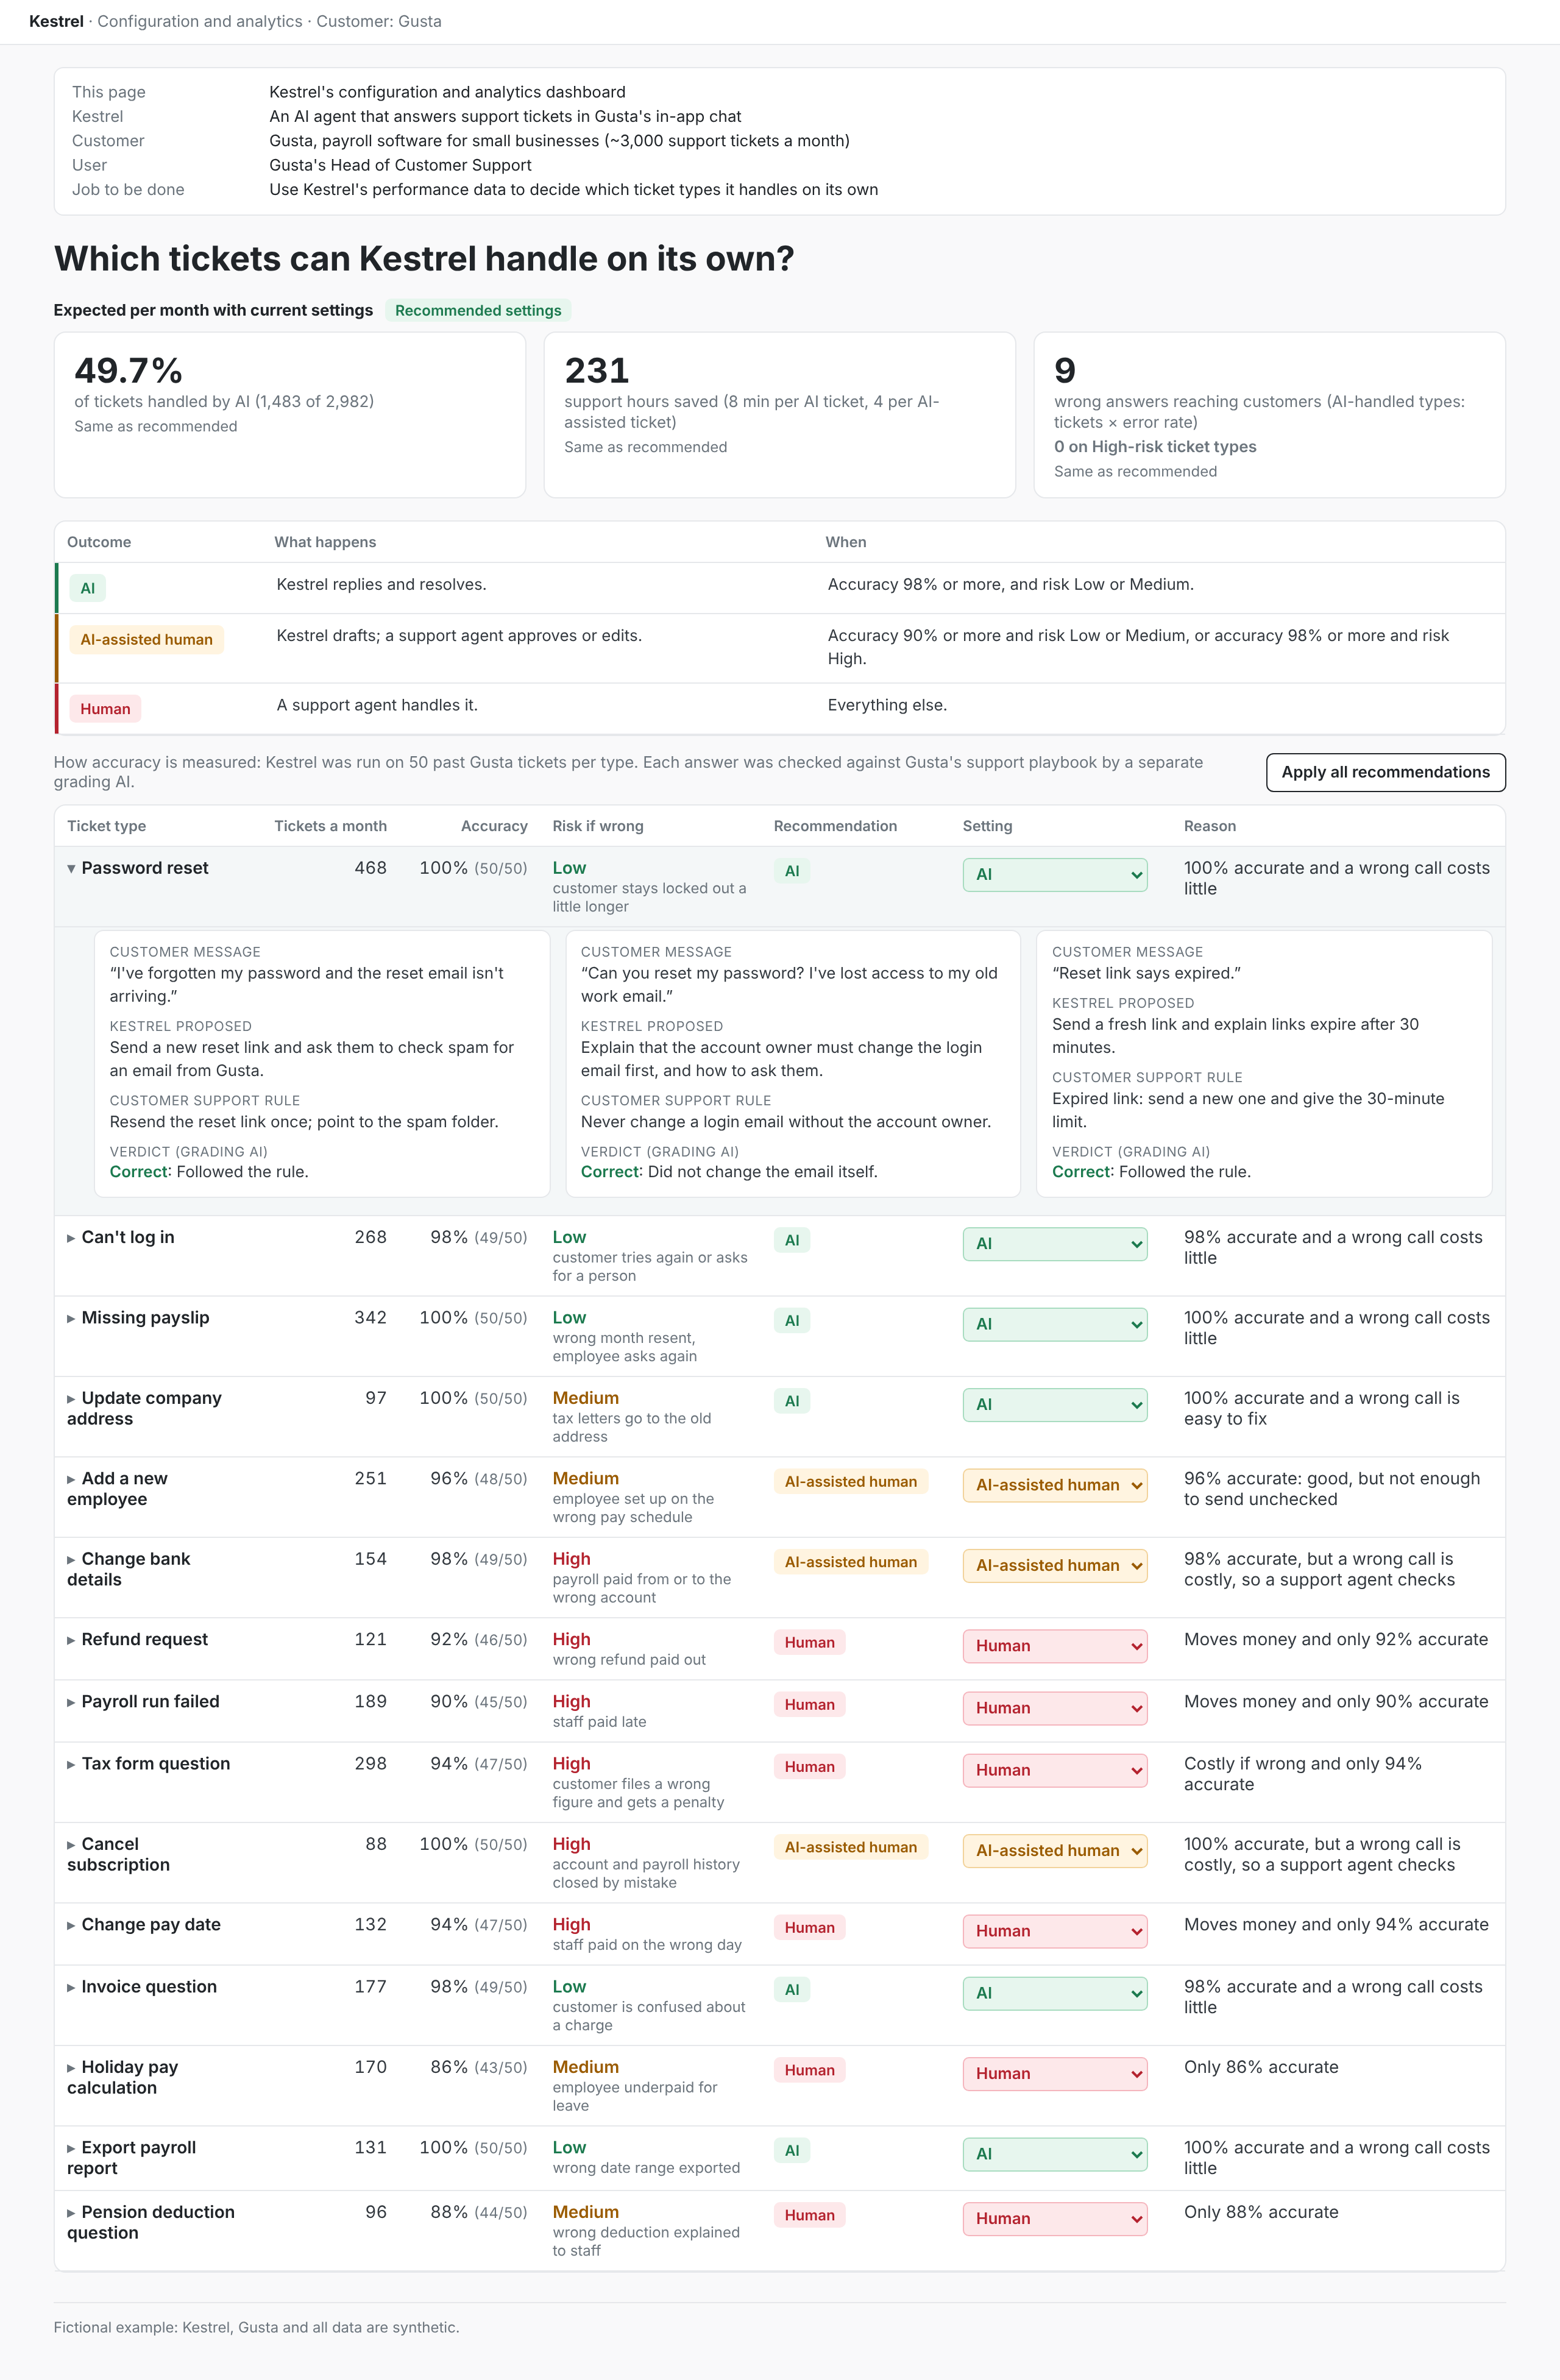 Kestrel · Configuration and analytics · Customer: Gusta
This page Kestrel's configuration and analytics dashboard
Kestrel An AI agent that answers support tickets in Gusta's in-app chat
Customer Gusta, payroll software for small businesses (~3,000 support tickets a month)
User Gusta's Head of Customer Support
Job to be done Use Kestrel's performance data to decide which ticket types it handles on its own
Which tickets can Kestrel handle on its own?
Expected per month with current settings Recommended settings
49.7%
of tickets handled by AI (1,483 of 2,982)
Same as recommended
231
support hours saved (8 min per AI ticket, 4 per AI-
assisted ticket)
Same as recommended
9
wrong answers reaching customers (AI-handled types:
tickets × error rate)
0 on High-risk ticket types
Same as recommended
Outcome What happens When
AI Kestrel replies and resolves. Accuracy 98% or more, and risk Low or Medium.
AI-assisted human Kestrel drafts; a support agent approves or edits. Accuracy 90% or more and risk Low or Medium, or accuracy 98% or more and risk
High.
Human A support agent handles it. Everything else.
How accuracy is measured: Kestrel was run on 50 past Gusta tickets per type. Each answer was checked against Gusta's support playbook by a separate
grading AI.
Apply all recommendations
Ticket type Tickets a month Accuracy Risk if wrong Recommendation Setting Reason
▾ Password reset 468 100% (50/50) Low AI AI 100% accurate and a wrong call costs
customer stays locked out a little
little longer
CUSTOMER MESSAGE
“I've forgotten my password and the reset email isn't
arriving.”
KESTREL PROPOSED
Send a new reset link and ask them to check spam for
an email from Gusta.
CUSTOMER SUPPORT RULE
Resend the reset link once; point to the spam folder.
VERDICT (GRADING AI)
Correct: Followed the rule.
CUSTOMER MESSAGE
“Can you reset my password? I've lost access to my old
work email.”
KESTREL PROPOSED
Explain that the account owner must change the login
email first, and how to ask them.
CUSTOMER SUPPORT RULE
Never change a login email without the account owner.
VERDICT (GRADING AI)
Correct: Did not change the email itself.
CUSTOMER MESSAGE
“Reset link says expired.”
KESTREL PROPOSED
Send a fresh link and explain links expire after 30
minutes.
CUSTOMER SUPPORT RULE
Expired link: send a new one and give the 30-minute
limit.
VERDICT (GRADING AI)
Correct: Followed the rule.
▸ Can't log in 268 98% (49/50) Low AI AI 98% accurate and a wrong call costs
customer tries again or asks little
for a person
▸ Missing payslip 342 100% (50/50) Low AI AI 100% accurate and a wrong call costs
wrong month resent, little
employee asks again
▸ Update company 97 100% (50/50) Medium AI AI 100% accurate and a wrong call is
address tax letters go to the old easy to fix
address
▸ Add a new 251 96% (48/50) Medium AI-assisted human AI-assisted human 96% accurate: good, but not enough
employee employee set up on the to send unchecked
wrong pay schedule
▸ Change bank 154 98% (49/50) High AI-assisted human AI-assisted human 98% accurate, but a wrong call is
details payroll paid from or to the costly, so a support agent checks
wrong account
▸ Refund request 121 92% (46/50) High Human Human Moves money and only 92% accurate
wrong refund paid out
▸ Payroll run failed 189 90% (45/50) High Human Human Moves money and only 90% accurate
staff paid late
▸ Tax form question 298 94% (47/50) High Human Human Costly if wrong and only 94%
customer files a wrong accurate
figure and gets a penalty
▸ Cancel 88 100% (50/50) High AI-assisted human AI-assisted human 100% accurate, but a wrong call is
subscription account and payroll history costly, so a support agent checks
closed by mistake
▸ Change pay date 132 94% (47/50) High Human Human Moves money and only 94% accurate
staff paid on the wrong day
▸ Invoice question 177 98% (49/50) Low AI AI 98% accurate and a wrong call costs
customer is confused about little
a charge
▸ Holiday pay 170 86% (43/50) Medium Human Human Only 86% accurate
calculation employee underpaid for
leave
▸ Export payroll 131 100% (50/50) Low AI AI 100% accurate and a wrong call costs
report wrong date range exported little
▸ Pension deduction 96 88% (44/50) Medium Human Human Only 88% accurate
question wrong deduction explained
to staff
Fictional example: Kestrel, Gusta and all data are synthetic.